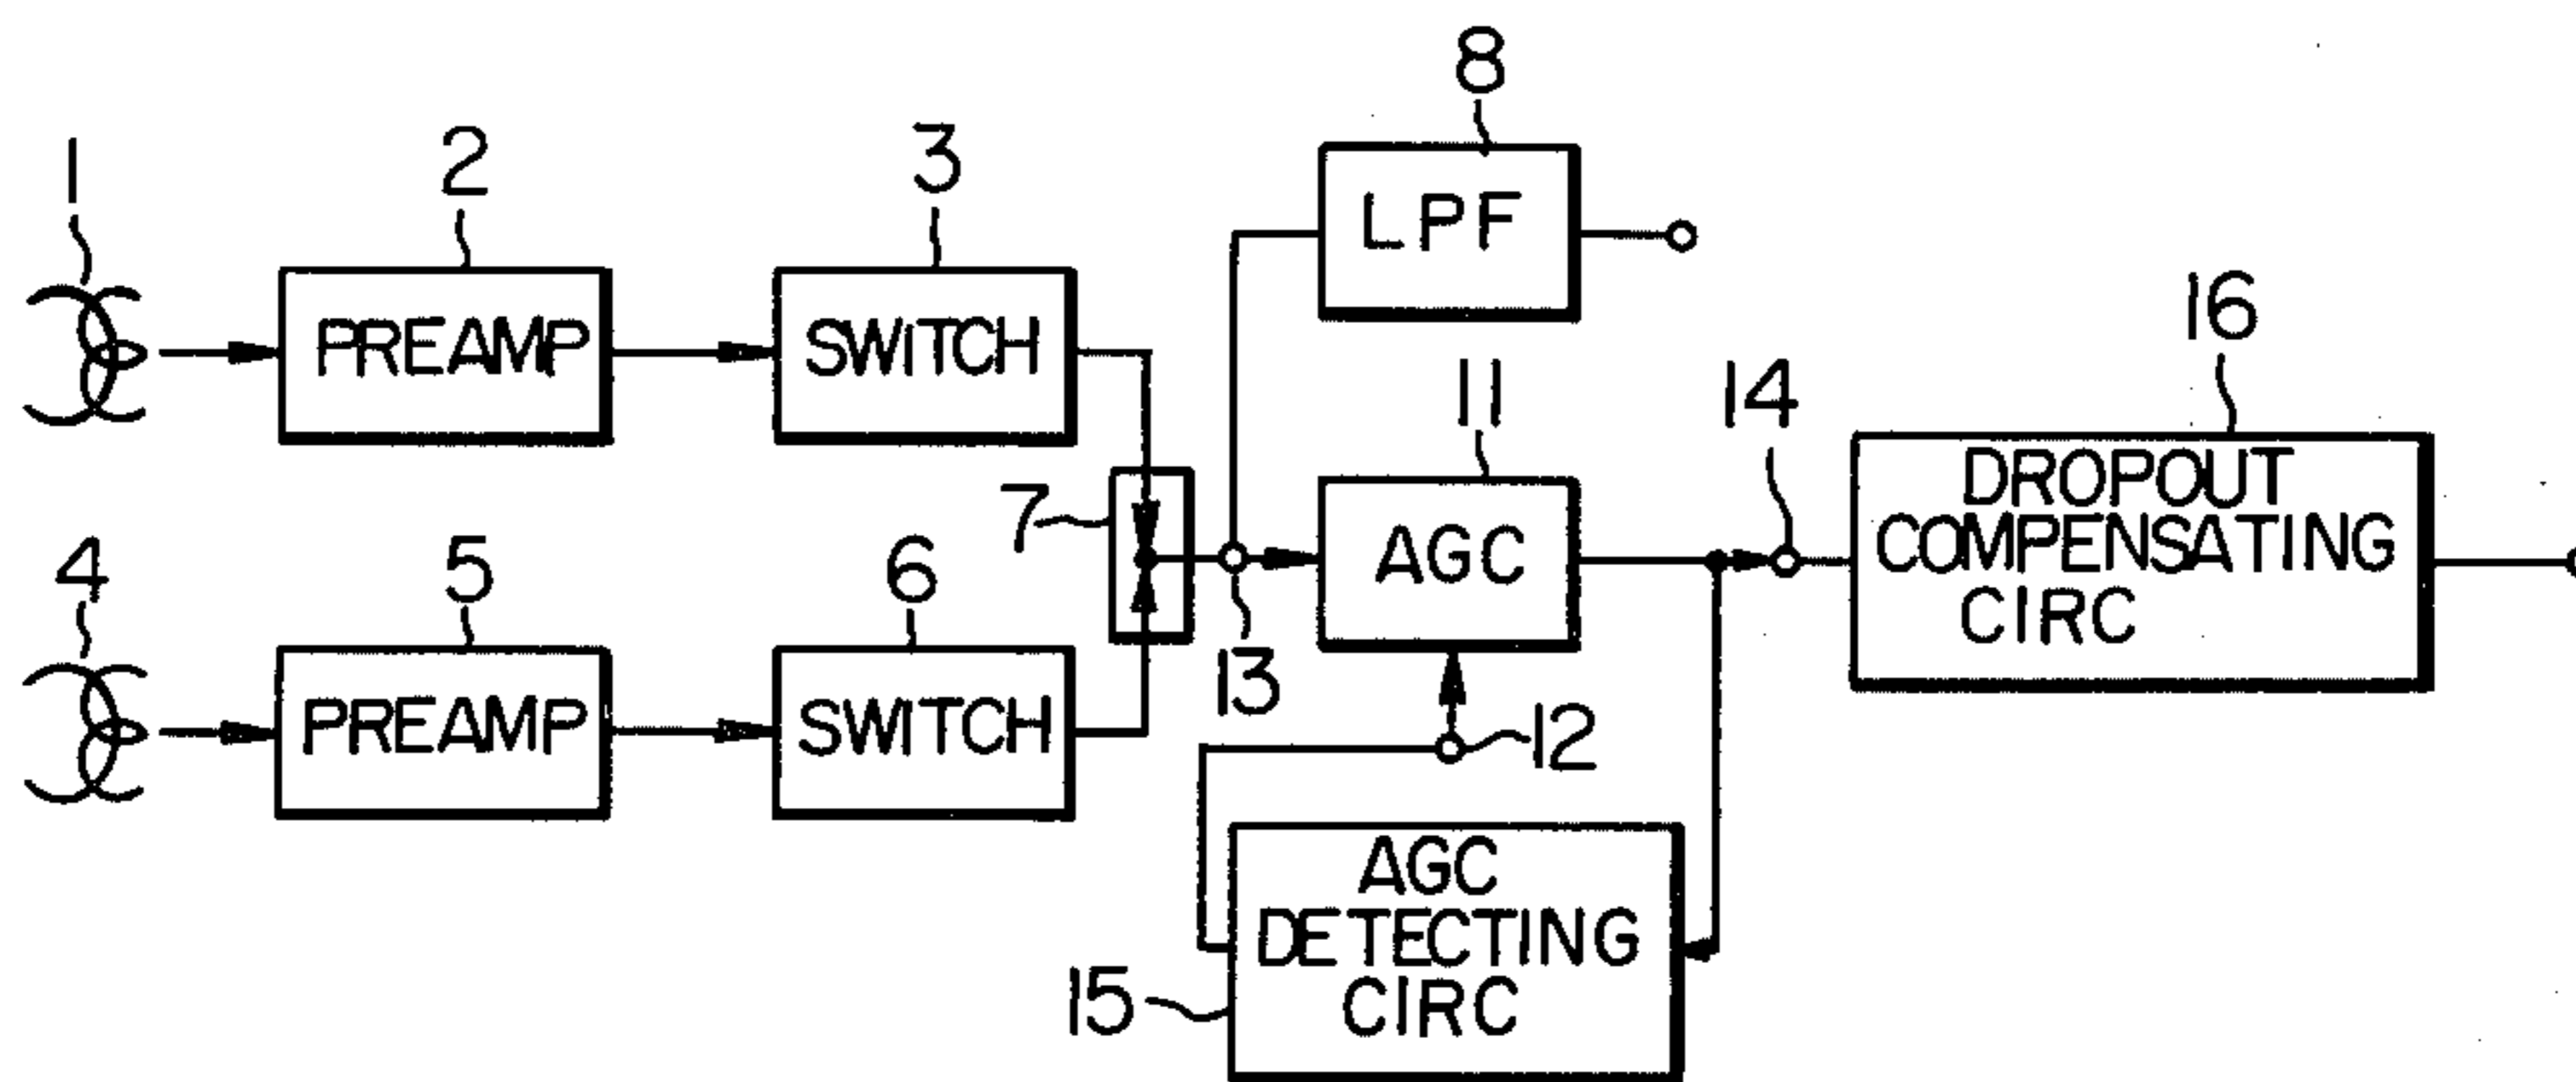 8
1
2
3
LPF
16
PREAMP
SWITCH
11
14
7
DROPOUT
COMPENSATING
CIRC
AGC
4
5
6
13
12
PREAMP
SWITCH
AGC
DETECTING
CIRC
15